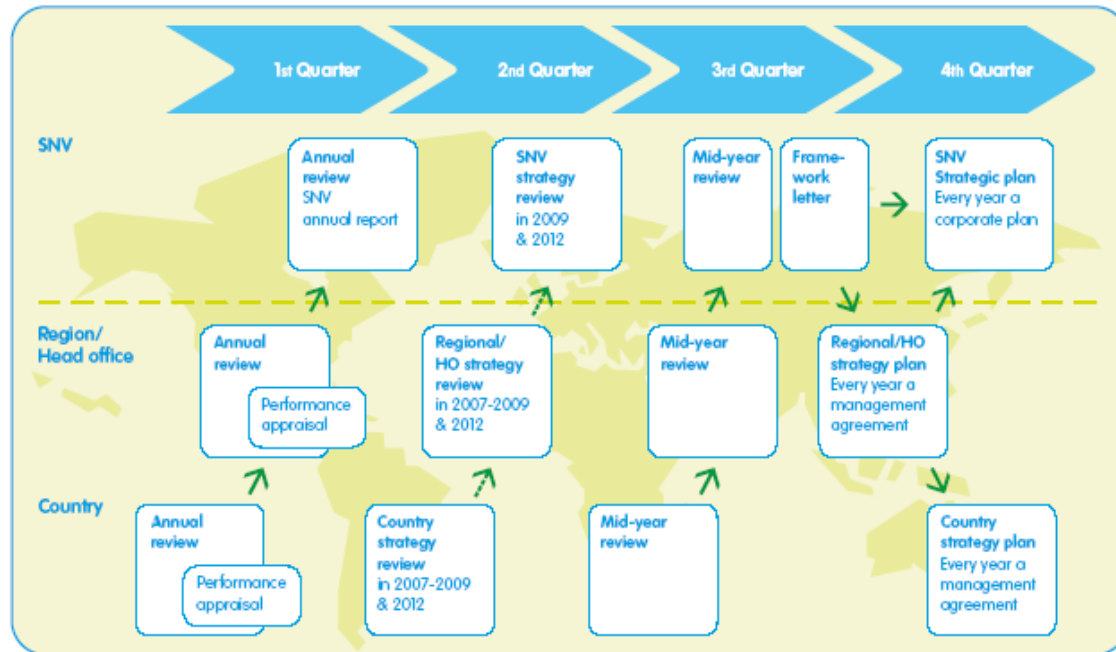 1st Quarter
2nd Quarter
3rd Quarter
4th Quarter
SNV
Annual
review
SNV
annual report
SNV
strategy
review
in 2009
& 2012
Mid-year
review
Frame-
work
letter
SNV
Strategic plan
Every year a
corporate plan
Region/
Head office
Annual
review
Performance
appraisal
Regional/
HO strategy
review
in 2007-2009
& 2012
Mid-year
review
Regional/HO
strategy plan
Every year a
management
agreement
Country
Annual
review
Performance
appraisal
Country
strategy
review
in 2007-2009
& 2012
Mid-year
review
Country
strategy plan
Every year a
management
agreement